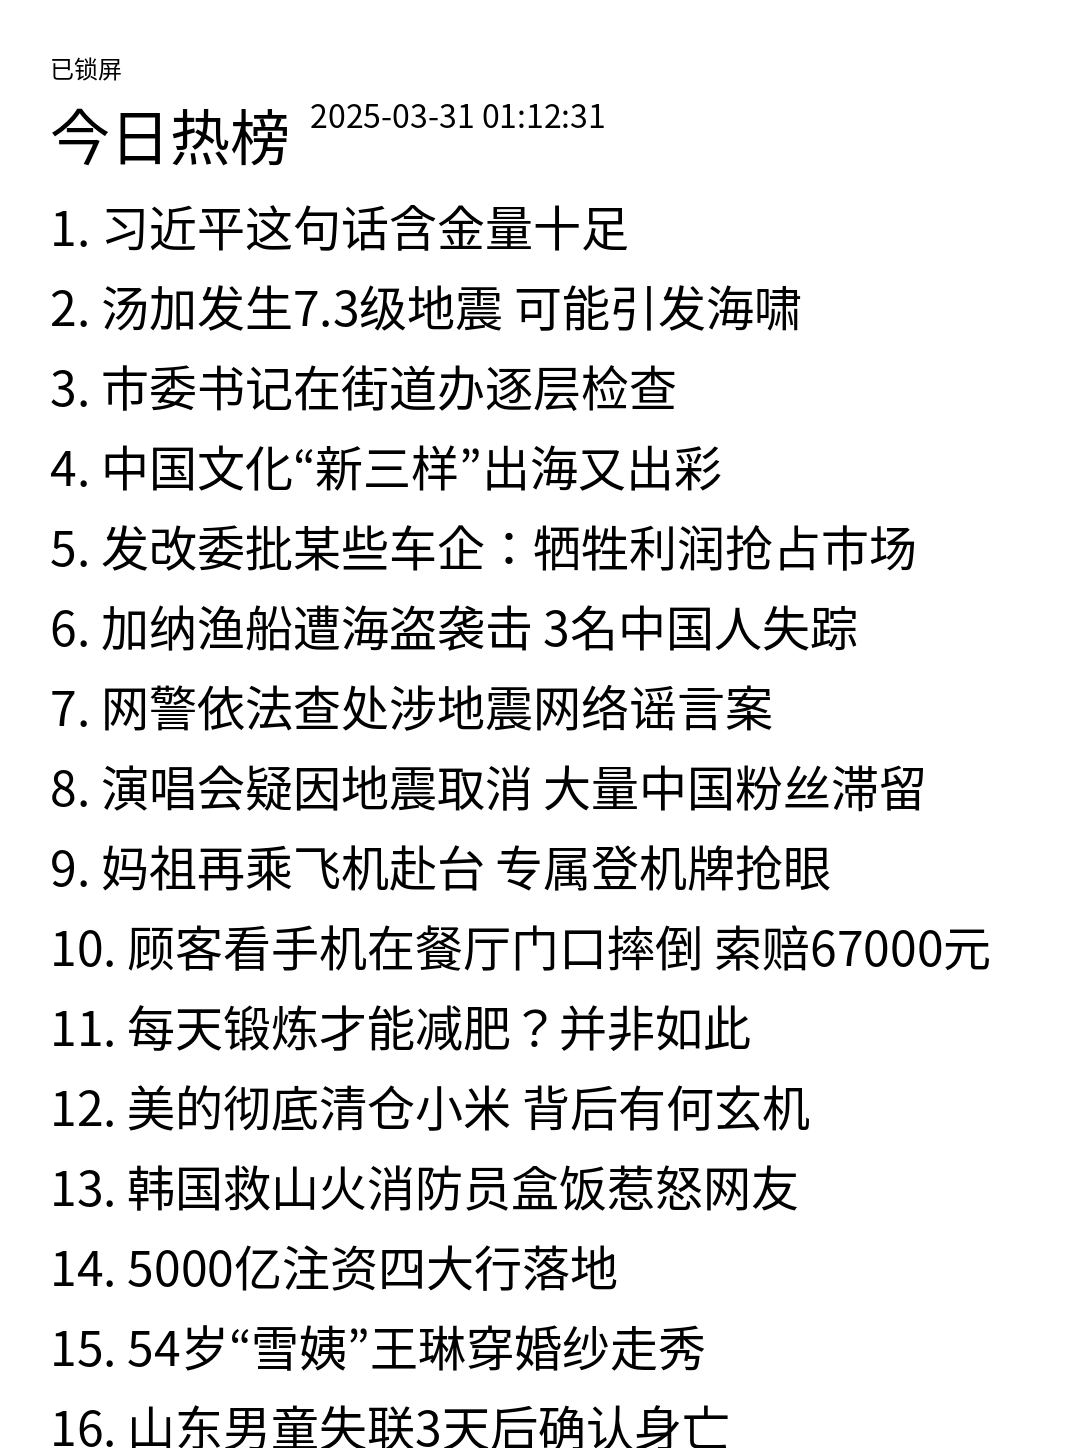 已锁屏
今日热榜 2025-03-31 01:12:31
1. 习近平这句话含金量十足
2. 汤加发生7.3级地震 可能引发海啸
3. 市委书记在街道办逐层检查
4. 中国文化“新三样”出海又出彩
5. 发改委批某些车企：牺牲利润抢占市场
6. 加纳渔船遭海盗袭击 3名中国人失踪
7. 网警依法查处涉地震网络谣言案
8. 演唱会疑因地震取消 大量中国粉丝滞留
9. 妈祖再乘飞机赴台 专属登机牌抢眼
10. 顾客看手机在餐厅门口摔倒 索赔67000元
11. 每天锻炼才能减肥？并非如此
12. 美的彻底清仓小米 背后有何玄机
13. 韩国救山火消防员盒饭惹怒网友
14. 5000亿注资四大行落地
15. 54岁“雪姨”王琳穿婚纱走秀
16. 山东男童失联3天后确认身亡